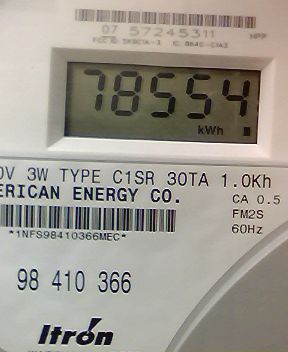 07 57245311
78554
kWh
0V 3W TYPE C1SR 30TA 1.0Kh
ERICAN ENERGY CO.
CA 0.5
FM2S
60Hz
*1NFS98410366MEC*
98 410 366
Itrón